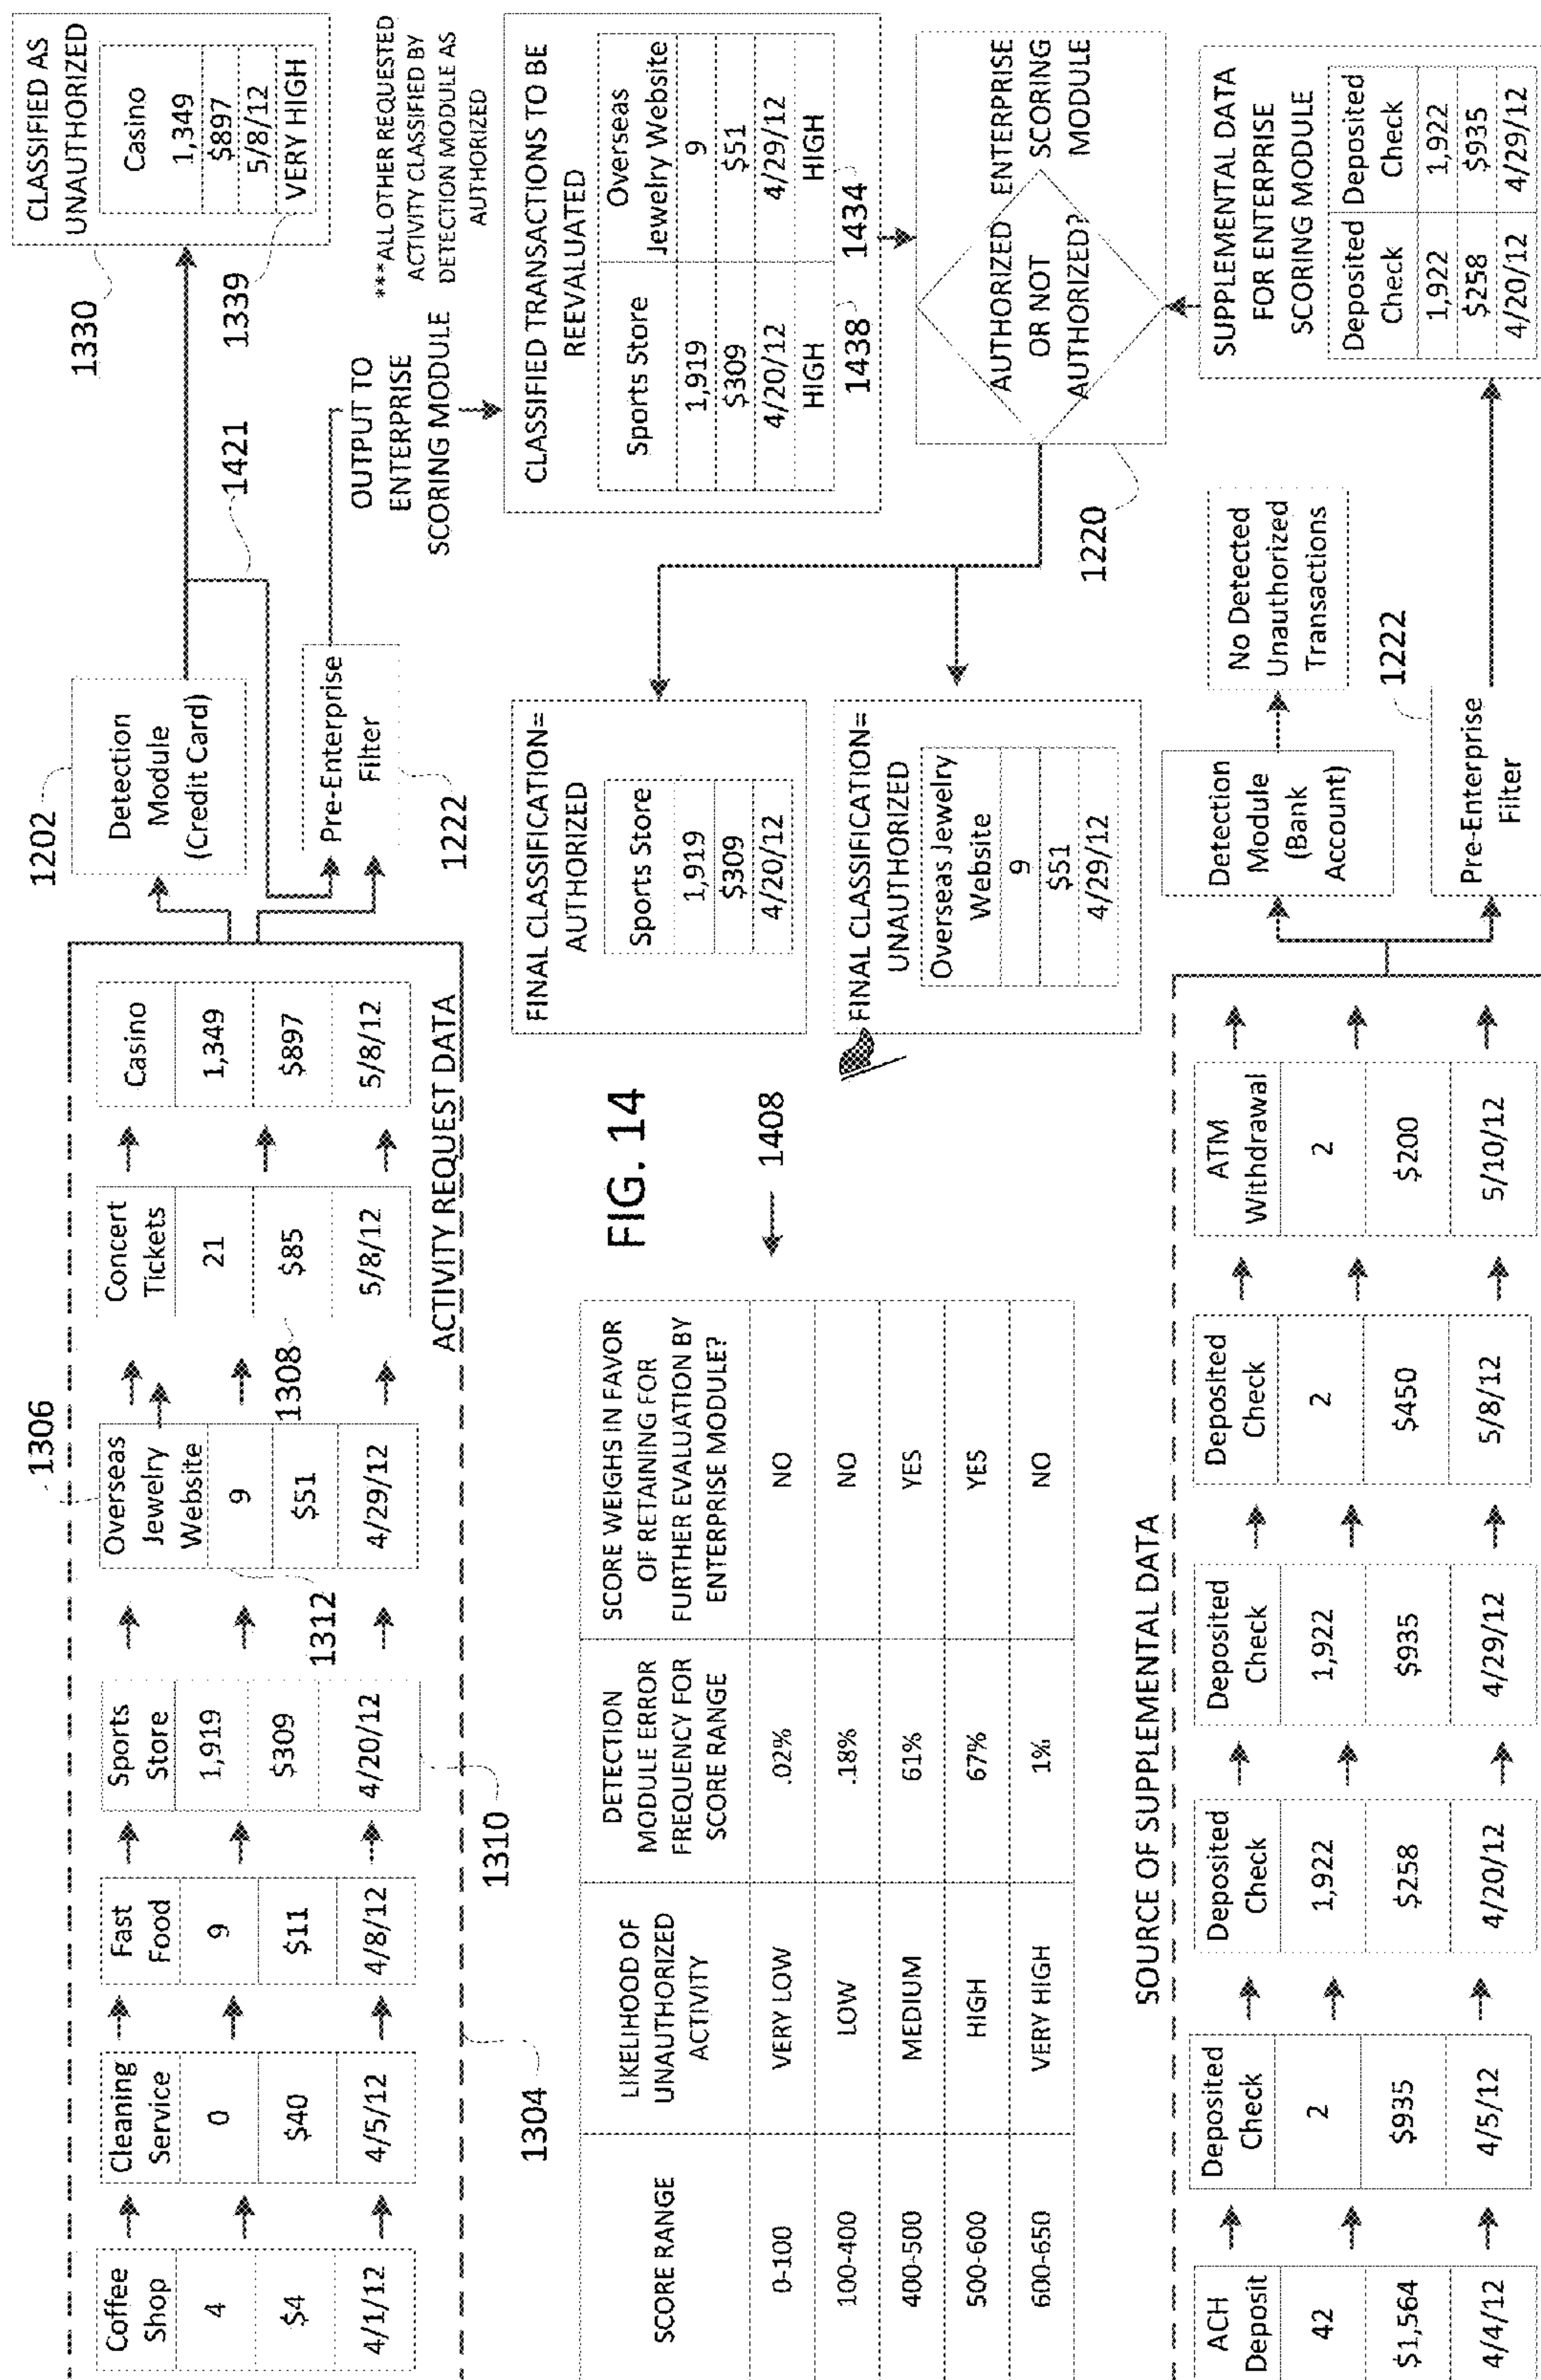 Coffee
Shop
4
$4
4/1/12
Cleaning
Service
0
$40
4/5/12
Fast
Food
9
$11
4/8/12
Sports
Store
1,919
$309
4/20/12
Overseas
Jewelry
Website
9
$51
4/29/12
Concert
Tickets
21
$85
5/8/12
Casino
1,349
$897
5/8/12
ACTIVITY REQUEST DATA
1304
1310
1312
1306
1308
1202
Detection
Module
(Credit Card)
Pre-Enterprise
Filter
1222
1421
1330
1339
CLASSIFIED AS
UNAUTHORIZED
Casino
1,349
$897
5/8/12
VERY HIGH
***ALL OTHER REQUESTED
ACTIVITY CLASSIFIED BY
DETECTION MODULE AS
AUTHORIZED
OUTPUT TO
ENTERPRISE
SCORING MODULE
CLASSIFIED TRANSACTIONS TO BE
REEVALUATED
Sports Store
1,919
$309
4/20/12
HIGH
Overseas
Jewelry Website
9
$51
4/29/12
HIGH
1438
1434
AUTHORIZED
OR NOT
AUTHORIZED?
ENTERPRISE
SCORING
MODULE
1220
FINAL CLASSIFICATION=
AUTHORIZED
Sports Store
1,919
$309
4/20/12
FINAL CLASSIFICATION=
UNAUTHORIZED
Overseas Jewelry
Website
9
$51
4/29/12
FIG. 14
1408
SCORE RANGE
LIKELIHOOD OF
UNAUTHORIZED
ACTIVITY
DETECTION
MODULE ERROR
FREQUENCY FOR
SCORE RANGE
SCORE WEIGHS IN FAVOR
OF RETAINING FOR
FURTHER EVALUATION BY
ENTERPRISE MODULE?
0-100 VERY LOW .02% NO
100-400 LOW .18% NO
400-500 MEDIUM 61% YES
500-600 HIGH 67% YES
600-650 VERY HIGH 1% NO
SOURCE OF SUPPLEMENTAL DATA
ACH
Deposit
42
$1,564
4/4/12
Deposited
Check
2
$935
4/5/12
Deposited
Check
1,922
$258
4/20/12
Deposited
Check
1,922
$935
4/29/12
Deposited
Check
2
$450
5/8/12
ATM
Withdrawal
2
$200
5/10/12
Detection
Module
(Bank
Account)
No Detected
Unauthorized
Transactions
1222
Pre-Enterprise
Filter
SUPPLEMENTAL DATA
FOR ENTERPRISE
SCORING MODULE
Deposited
Check
1,922
$258
4/20/12
Deposited
Check
1,922
$935
4/29/12